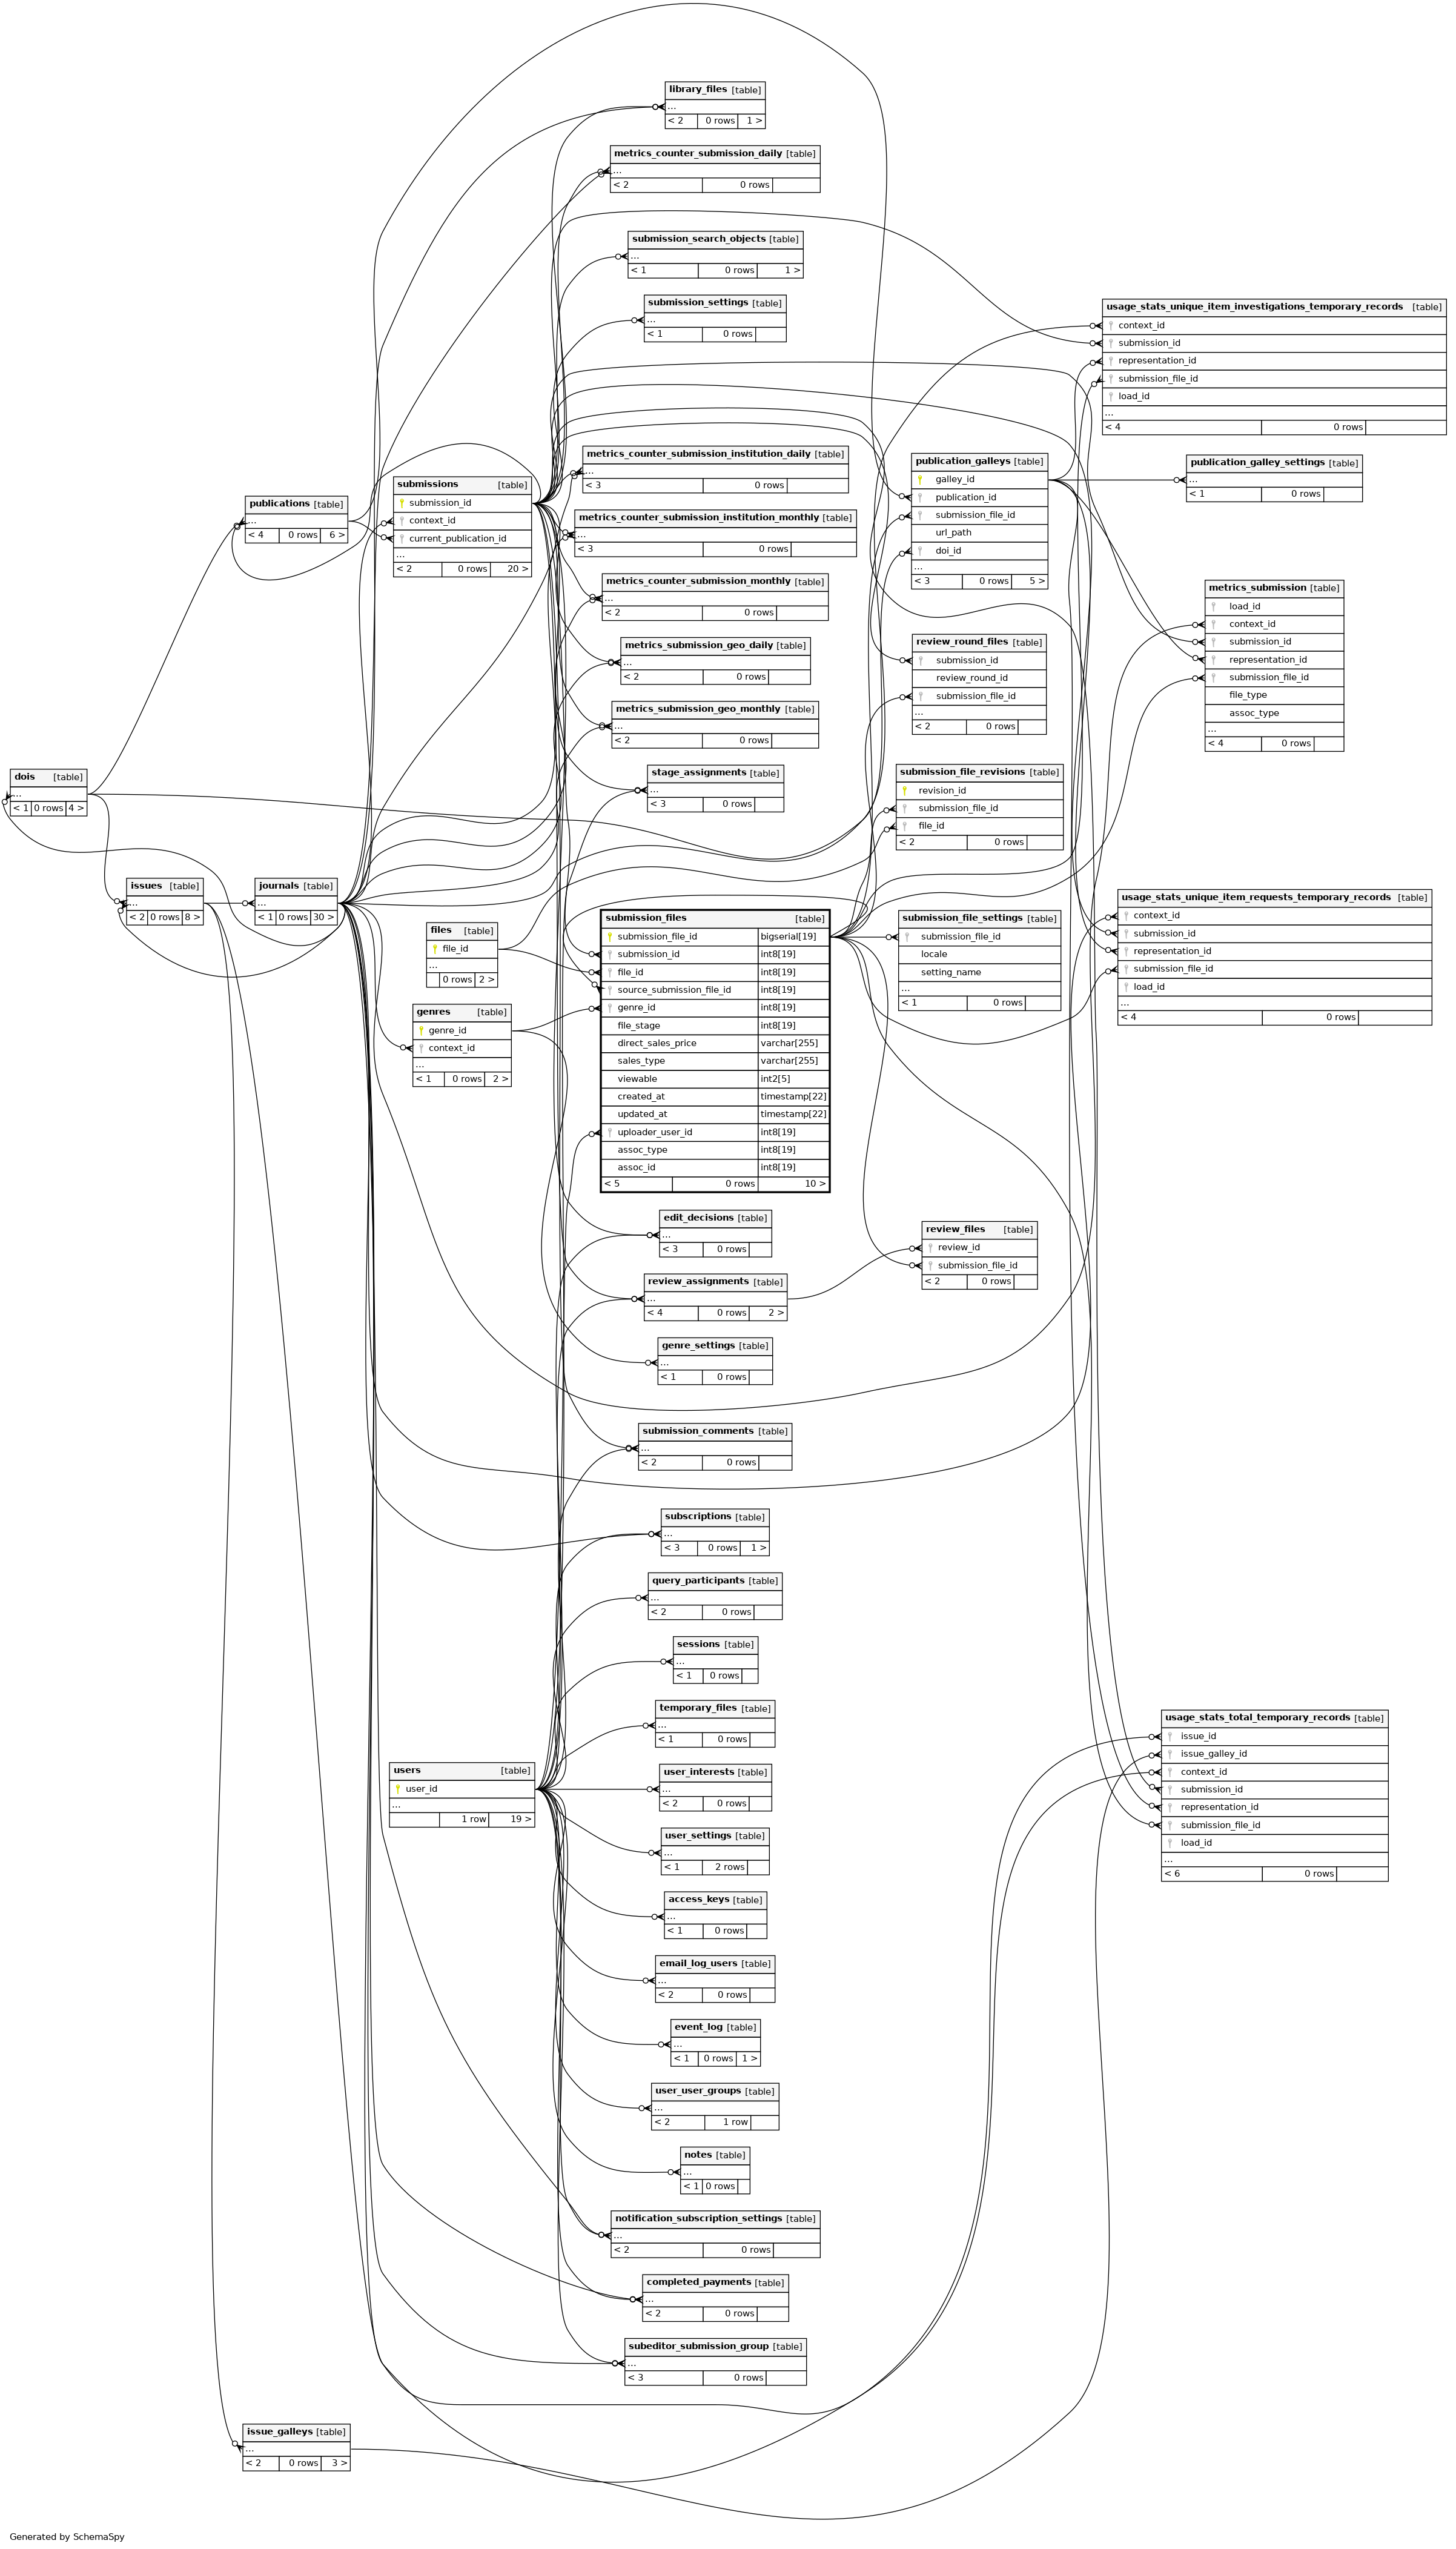 library_files [table]
...
< 2 0 rows 1 >
metrics_counter_submission_daily [table]
...
< 2 0 rows
submission_search_objects [table]
...
< 1 0 rows 1 >
submission_settings [table]
...
< 1 0 rows
usage_stats_unique_item_investigations_temporary_records [table]
context_id
submission_id
representation_id
submission_file_id
load_id
...
< 4 0 rows
metrics_counter_submission_institution_daily [table]
...
< 3 0 rows
publication_galleys [table]
galley_id
publication_id
submission_file_id
url_path
doi_id
...
< 3 0 rows 5 >
publication_galley_settings [table]
...
< 1 0 rows
submissions [table]
submission_id
context_id
current_publication_id
...
< 2 0 rows 20 >
publications [table]
...
< 4 0 rows 6 >
metrics_counter_submission_institution_monthly [table]
...
< 3 0 rows
metrics_counter_submission_monthly [table]
...
< 2 0 rows
metrics_submission [table]
load_id
context_id
submission_id
representation_id
submission_file_id
file_type
assoc_type
...
< 4 0 rows
metrics_submission_geo_daily [table]
...
< 2 0 rows
review_round_files [table]
submission_id
review_round_id
submission_file_id
...
< 2 0 rows
metrics_submission_geo_monthly [table]
...
< 2 0 rows
stage_assignments [table]
...
< 3 0 rows
submission_file_revisions [table]
revision_id
submission_file_id
file_id
< 2 0 rows
dois [table]
...
< 1 0 rows 4 >
issues [table]
...
< 2 0 rows 8 >
journals [table]
...
< 1 0 rows 30 >
files [table]
file_id
...
0 rows 2 >
genres [table]
genre_id
context_id
...
< 1 0 rows 2 >
submission_files [table]
submission_file_id bigserial[19]
submission_id int8[19]
file_id int8[19]
source_submission_file_id int8[19]
genre_id int8[19]
file_stage int8[19]
direct_sales_price varchar[255]
sales_type varchar[255]
viewable int2[5]
created_at timestamp[22]
updated_at timestamp[22]
uploader_user_id int8[19]
assoc_type int8[19]
assoc_id int8[19]
< 5 0 rows 10 >
submission_file_settings [table]
submission_file_id
locale
setting_name
...
< 1 0 rows
usage_stats_unique_item_requests_temporary_records [table]
context_id
submission_id
representation_id
submission_file_id
load_id
...
< 4 0 rows
edit_decisions [table]
...
< 3 0 rows
review_files [table]
review_id
submission_file_id
< 2 0 rows
review_assignments [table]
...
< 4 0 rows 2 >
genre_settings [table]
...
< 1 0 rows
submission_comments [table]
...
< 2 0 rows
subscriptions [table]
...
< 3 0 rows 1 >
query_participants [table]
...
< 2 0 rows
sessions [table]
...
< 1 0 rows
temporary_files [table]
...
< 1 0 rows
usage_stats_total_temporary_records [table]
issue_id
issue_galley_id
context_id
submission_id
representation_id
submission_file_id
load_id
...
< 6 0 rows
users [table]
user_id
...
1 row 19 >
user_interests [table]
...
< 2 0 rows
user_settings [table]
...
< 1 2 rows
access_keys [table]
...
< 1 0 rows
email_log_users [table]
...
< 2 0 rows
event_log [table]
...
< 1 0 rows 1 >
user_user_groups [table]
...
< 2 1 row
notes [table]
...
< 1 0 rows
notification_subscription_settings [table]
...
< 2 0 rows
completed_payments [table]
...
< 2 0 rows
subeditor_submission_group [table]
...
< 3 0 rows
issue_galleys [table]
...
< 2 0 rows 3 >
Generated by SchemaSpy